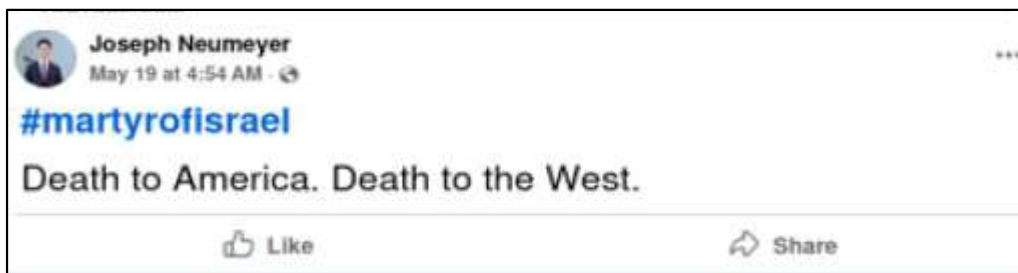 Joseph Neumeyer
May 19 at 4:54 AM ·
#martyrofisrael
Death to America. Death to the West.
Like Share